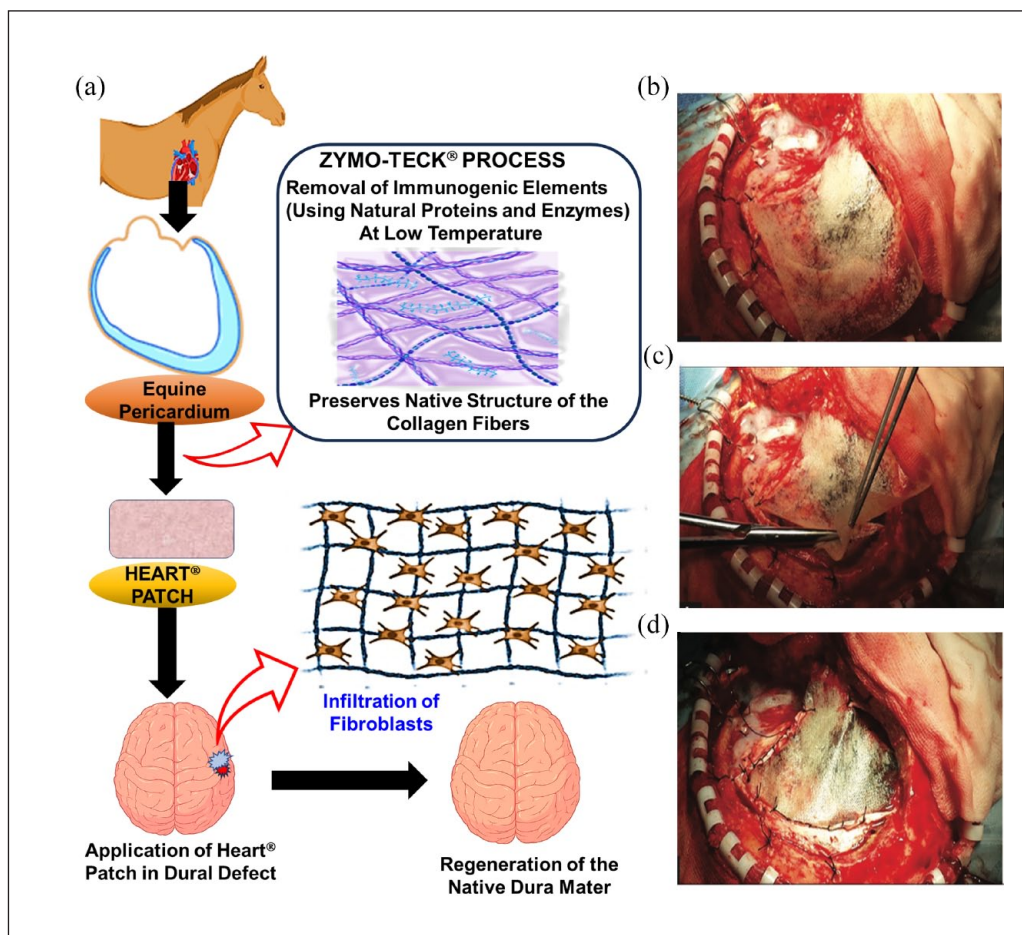 (a)
ZYMO-TECK® PROCESS
Removal of Immunogenic Elements
(Using Natural Proteins and Enzymes)
At Low Temperature
Preserves Native Structure of the
Collagen Fibers
Equine
Pericardium
HEART®
PATCH
Infiltration of
Fibroblasts
Application of Heart®
Patch in Dural Defect
Regeneration of the
Native Dura Mater
(b)
(c)
(d)